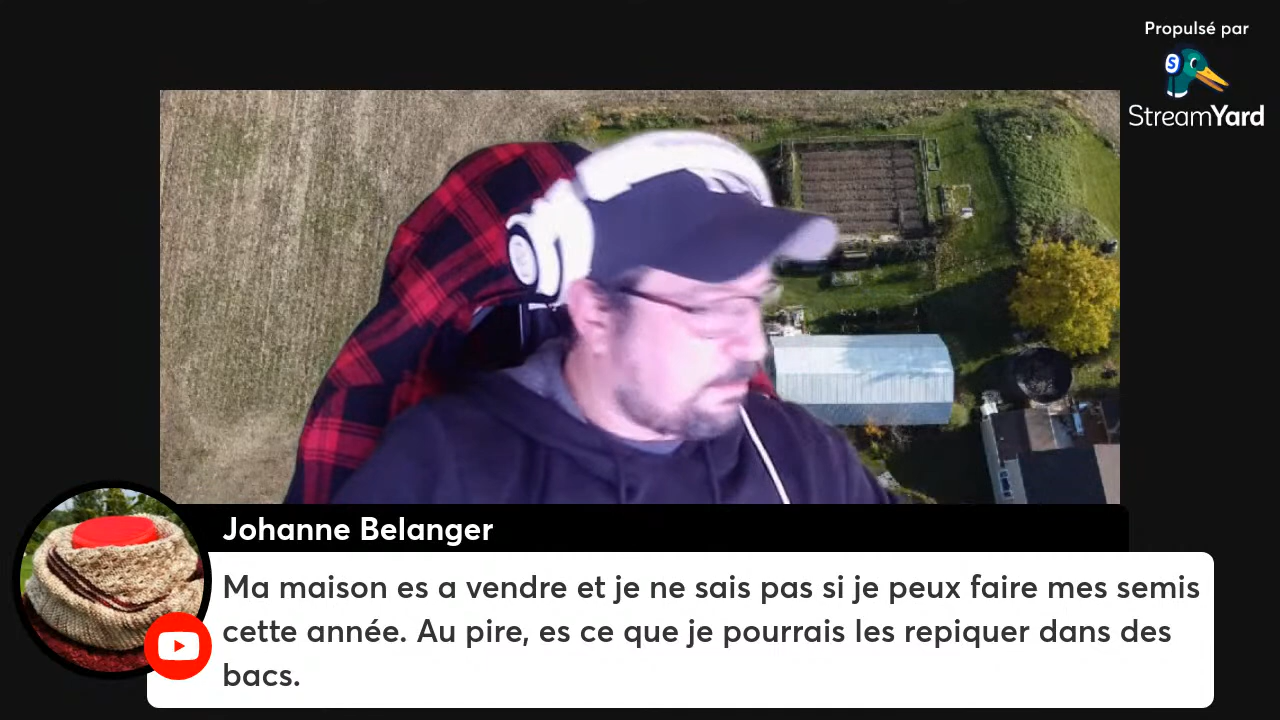 Propulsé par
StreamYard
Johanne Belanger
Ma maison es a vendre et je ne sais pas si je peux faire mes semis
cette année. Au pire, es ce que je pourrais les repiquer dans des
bacs.